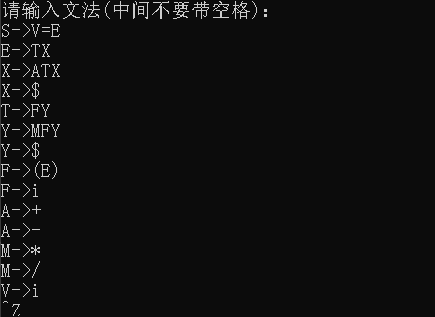 请输入文法(中间不要带空格):
S->V=E
E->TX
X->ATX
X->$
T->FY
Y->MFY
Y->$
F->(E)
F->i
A->+
A->-
M->*
M->/
V->i
^Z